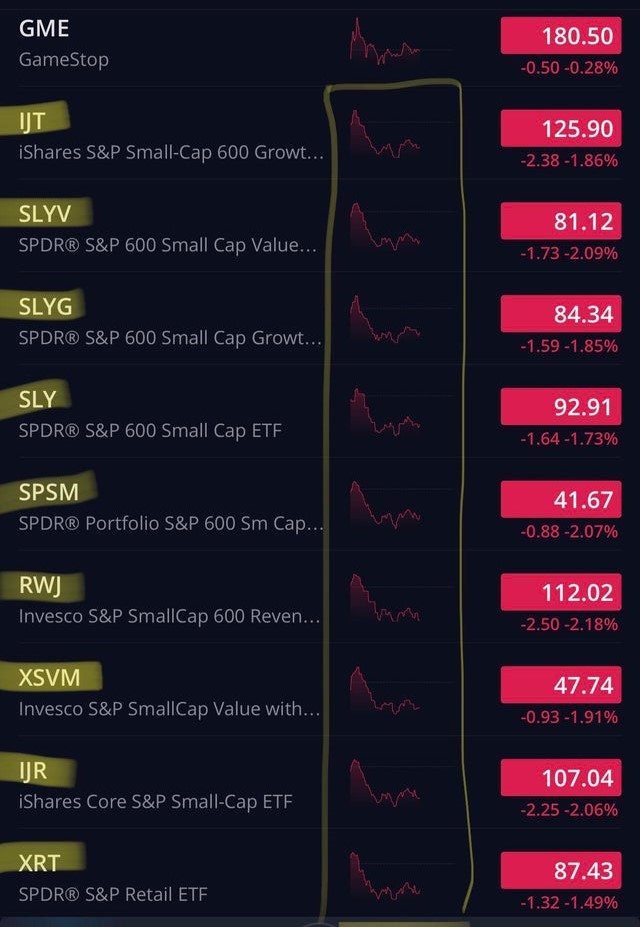 GME
180.50
GameStop
-0.50 -0.28%
IJT
125.90
iShares S&P Small-Cap 600 Growt...
-2.38 -1.86%
SLYV
81.12
SPDR® S&P 600 Small Cap Value...
-1.73 -2.09%
SLYG
84.34
SPDR® S&P 600 Small Cap Growt...
-1.59 -1.85%
SLY
92.91
SPDR® S&P 600 Small Cap ETF
-1.64 -1.73%
SPSM
41.67
SPDR® Portfolio S&P 600 Sm Cap...
-0.88 -2.07%
RWJ
112.02
Invesco S&P SmallCap 600 Reven...
-2.50 -2.18%
XSVM
47.74
Invesco S&P SmallCap Value with...
-0.93 -1.91%
IJR
107.04
iShares Core S&P Small-Cap ETF
-2.25 -2.06%
XRT
87.43
SPDR® S&P Retail ETF
-1.32 -1.49%